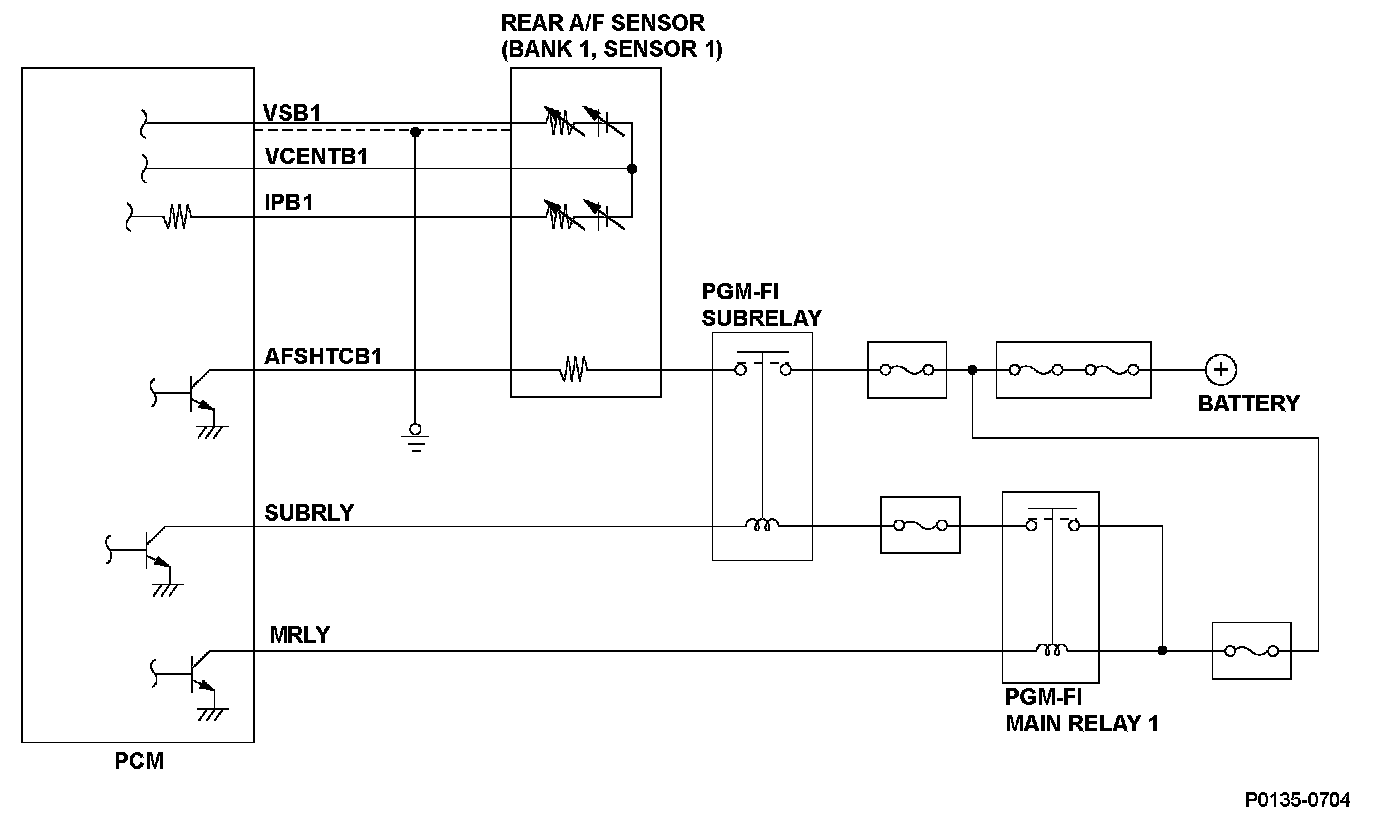 REAR A/F SENSOR
(BANK 1, SENSOR 1)
VSB1
VCENTB1
IPB1
PGM-FI
SUBRELAY
AFSHTCB1
BATTERY
SUBRLY
MRLY
PGM-FI
MAIN RELAY 1
PCM
P0135-0704